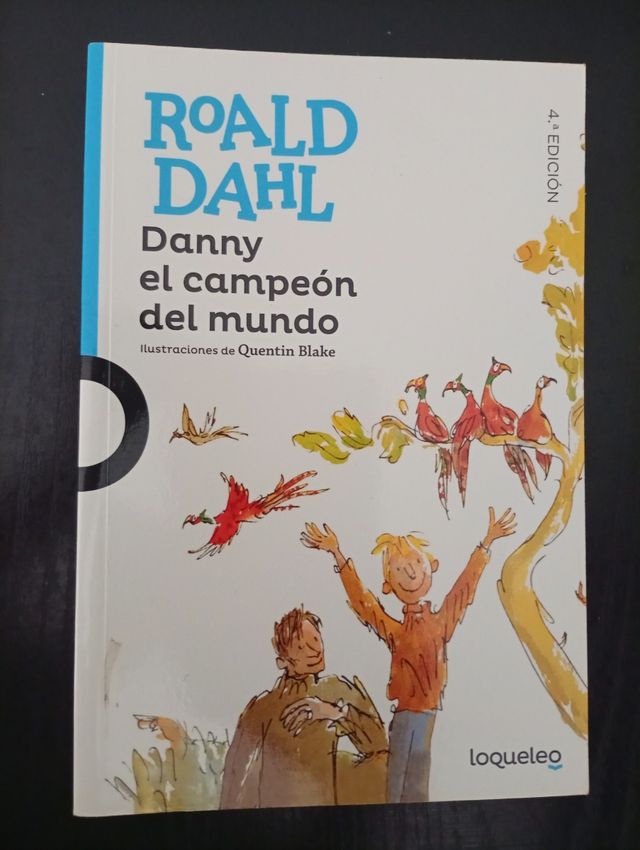 ROALD
DAHL
Danny
el campeón
del mundo
Ilustraciones de Quentin Blake
4.ª EDICIÓN
loqueleo